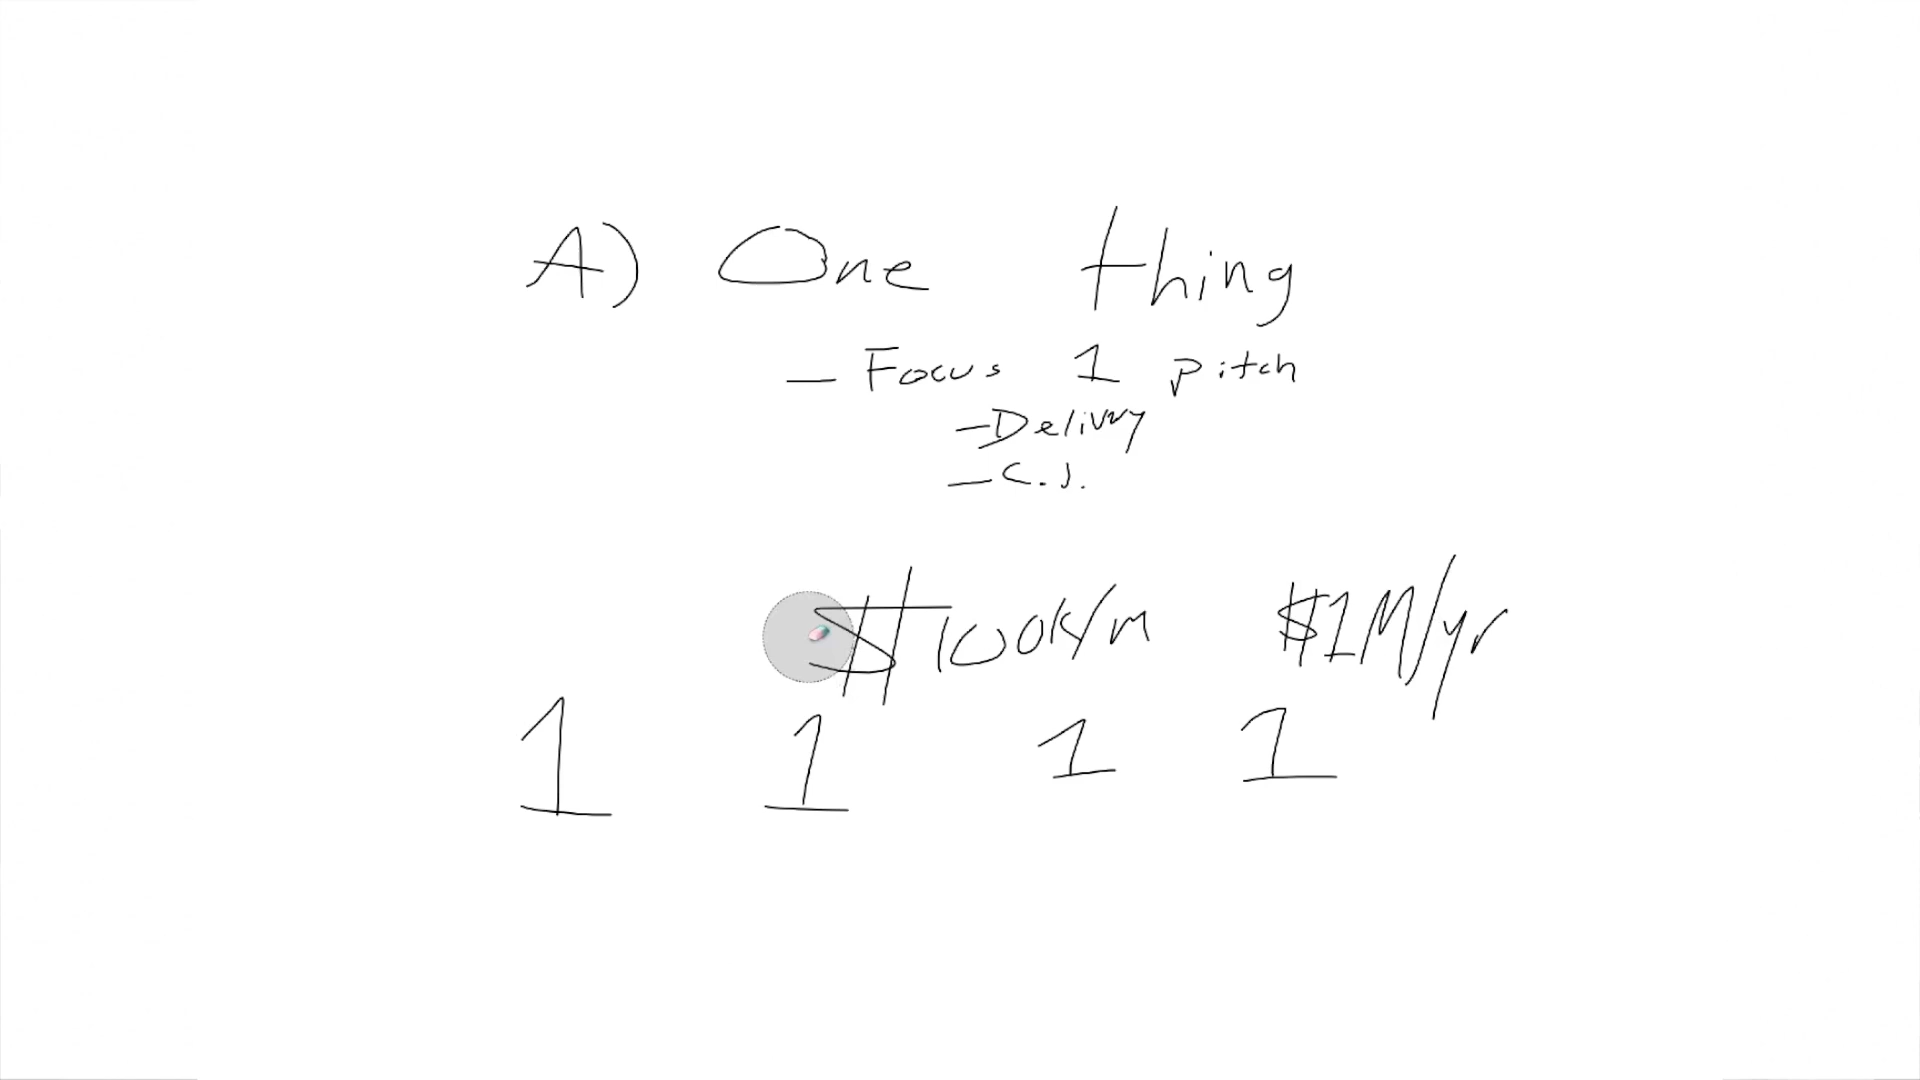 A) One thing
— Focus 1 pitch
— Delivery
— C.J.
$100K/m $1M/yr
1 1 1 1